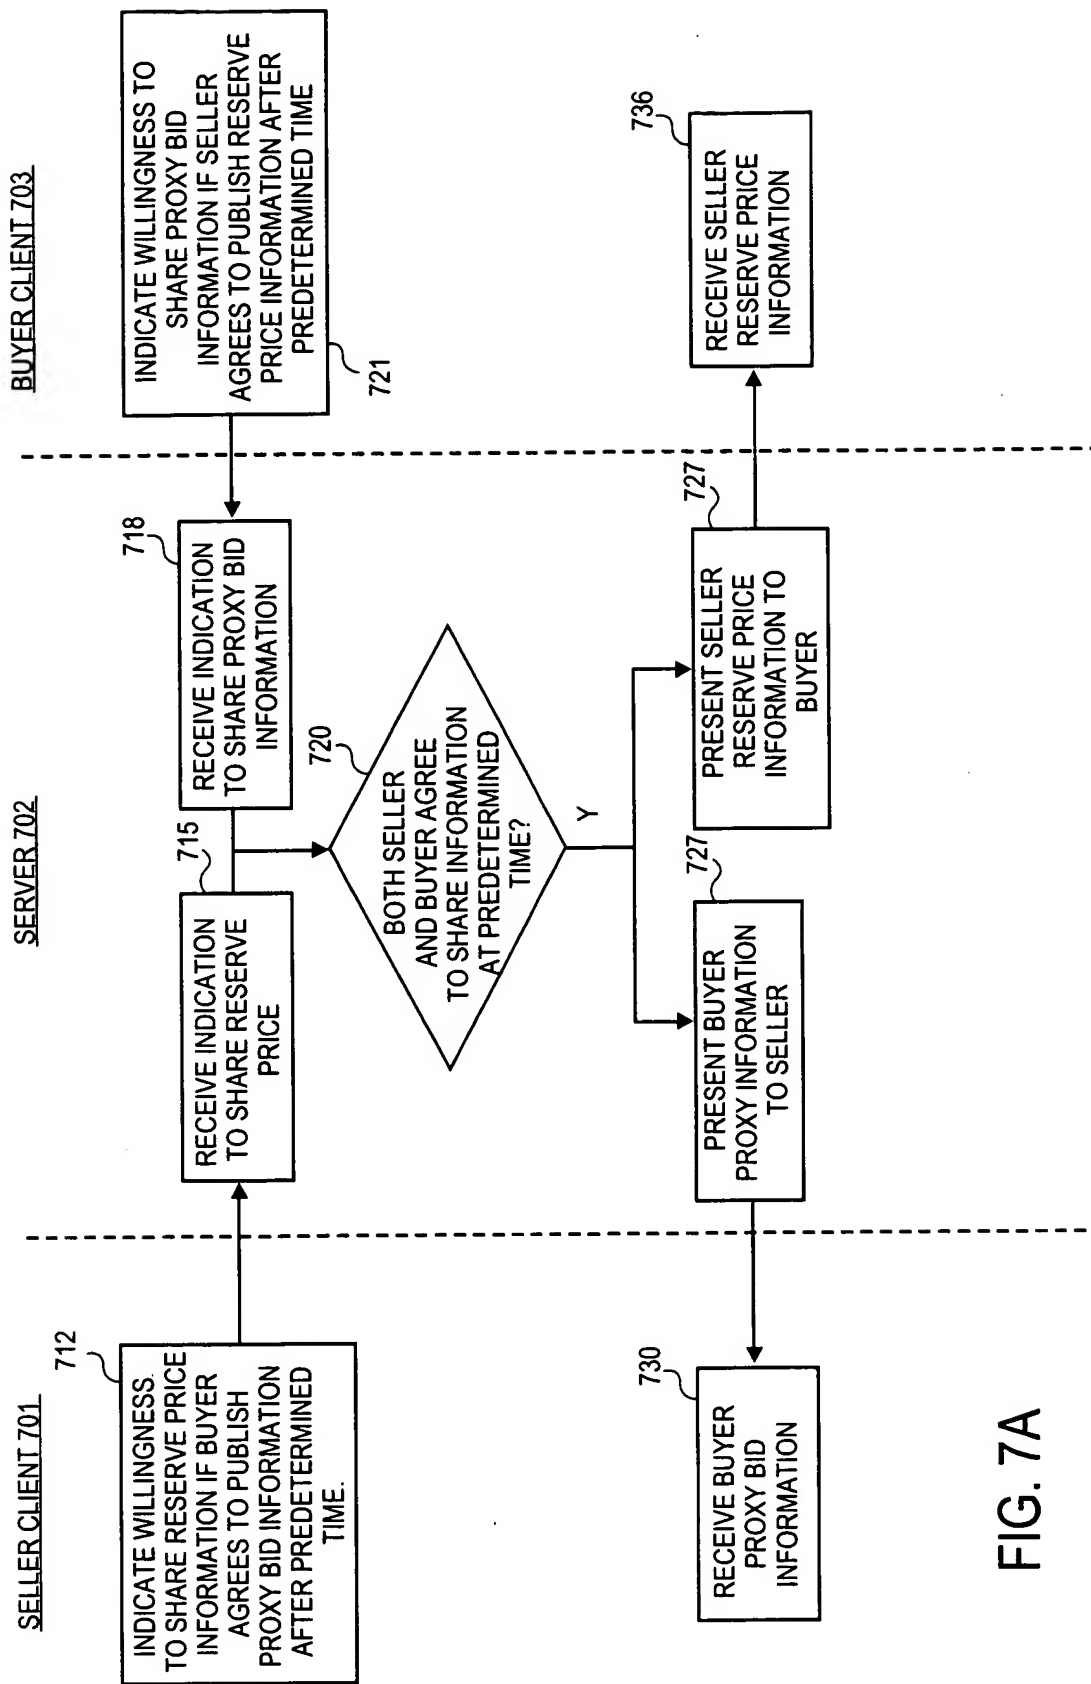 SELLER CLIENT 701
SERVER 702
BUYER CLIENT 703
712
INDICATE WILLINGNESS.
TO SHARE RESERVE PRICE
INFORMATION IF BUYER
AGREES TO PUBLISH
PROXY BID INFORMATION
AFTER PREDETERMINED
TIME.
715
RECEIVE INDICATION
TO SHARE RESERVE
PRICE
718
RECEIVE INDICATION
TO SHARE PROXY BID
INFORMATION
INDICATE WILLINGNESS TO
SHARE PROXY BID
INFORMATION IF SELLER
AGREES TO PUBLISH RESERVE
PRICE INFORMATION AFTER
PREDETERMINED TIME
721
720
BOTH SELLER
AND BUYER AGREE
TO SHARE INFORMATION
AT PREDETERMINED
TIME?
Y
730
RECEIVE BUYER
PROXY BID
INFORMATION
727
PRESENT BUYER
PROXY INFORMATION
TO SELLER
727
PRESENT SELLER
RESERVE PRICE
INFORMATION TO
BUYER
736
RECEIVE SELLER
RESERVE PRICE
INFORMATION
FIG. 7A